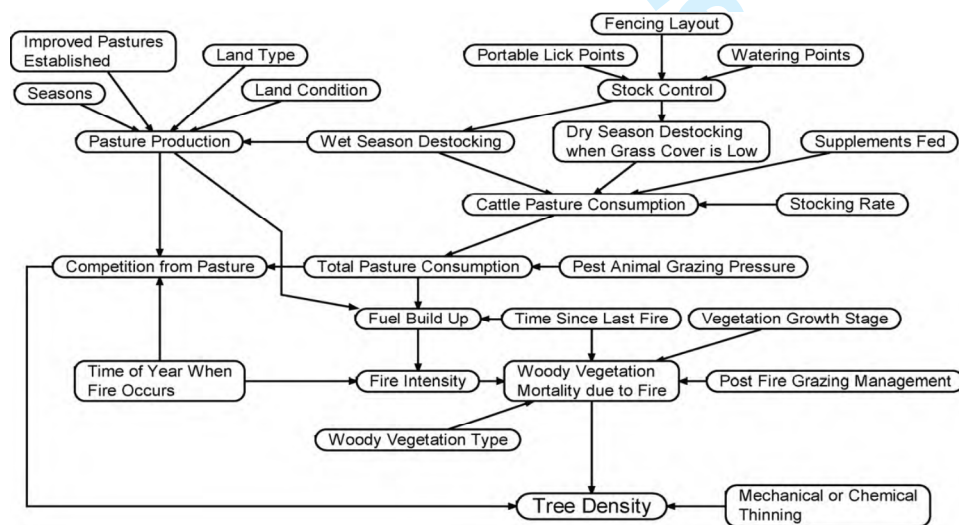 Fencing Layout
Improved Pastures
Established
Land Type
Portable Lick Points
Watering Points
Seasons
Land Condition
Stock Control
Pasture Production
Wet Season Destocking
Dry Season Destocking
when Grass Cover is Low
Supplements Fed
Cattle Pasture Consumption
Stocking Rate
Competition from Pasture
Total Pasture Consumption
Pest Animal Grazing Pressure
Fuel Build Up
Time Since Last Fire
Vegetation Growth Stage
Time of Year When
Fire Occurs
Fire Intensity
Woody Vegetation
Mortality due to Fire
Post Fire Grazing Management
Woody Vegetation Type
Tree Density
Mechanical or Chemical
Thinning